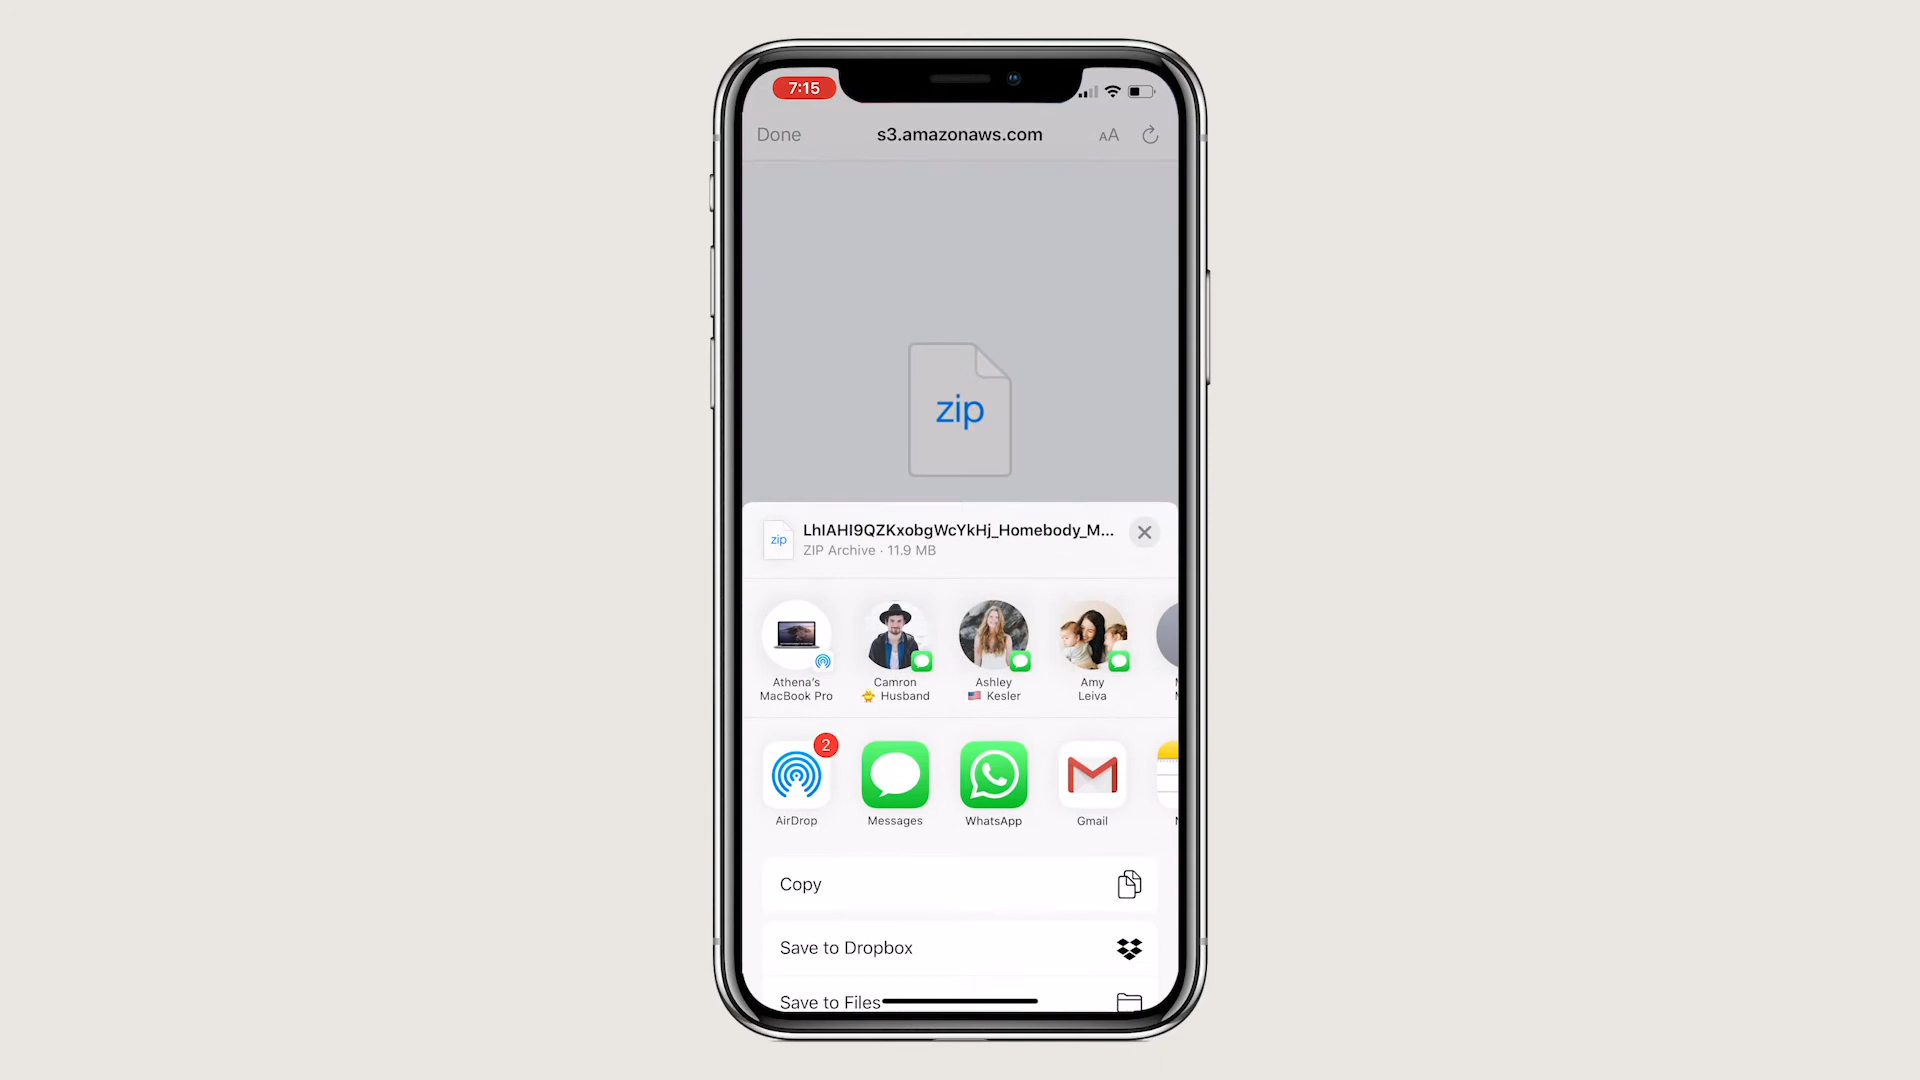 7:15
Done
s3.amazonaws.com
AA
zip
zip
LhIAHI9QZKxobgWcYkHj_Homebody_M...
ZIP Archive · 11.9 MB
Athena's
MacBook Pro
Camron
Husband
Ashley
Kesler
Amy
Leiva
2
AirDrop
Messages
WhatsApp
Gmail
Copy
Save to Dropbox
Save to Files